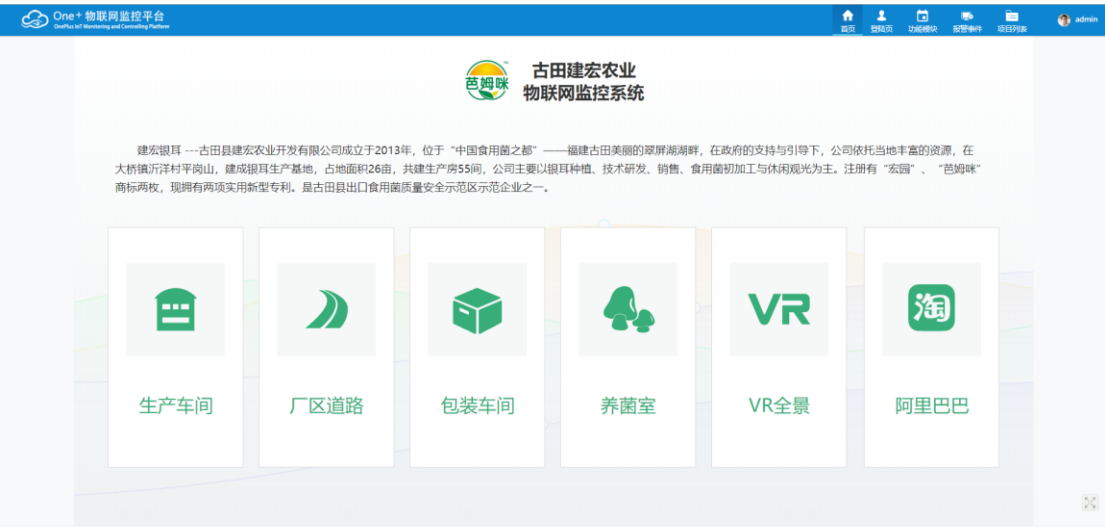 One+ 物联网监控平台
OnePlus IoT Monitoring and Controlling Platform
首页 登陆页 功能模块 报警事件 项目列表 admin
芭姆咪
古田建宏农业
物联网监控系统
建宏银耳 ---古田县建宏农业开发有限公司成立于2013年，位于“中国食用菌之都”——福建古田美丽的翠屏湖湖畔，在政府的支持与引导下，公司依托当地丰富的资源，在
大桥镇沂洋村平岗山，建成银耳生产基地，占地面积26亩，共建生产房55间，公司主要以银耳种植、技术研发、销售、食用菌初加工与休闲观光为主。注册有“宏园”、“芭姆咪”
商标两枚，现拥有两项实用新型专利。是古田县出口食用菌质量安全示范区示范企业之一。
VR
淘
生产车间 厂区道路 包装车间 养菌室 VR全景 阿里巴巴